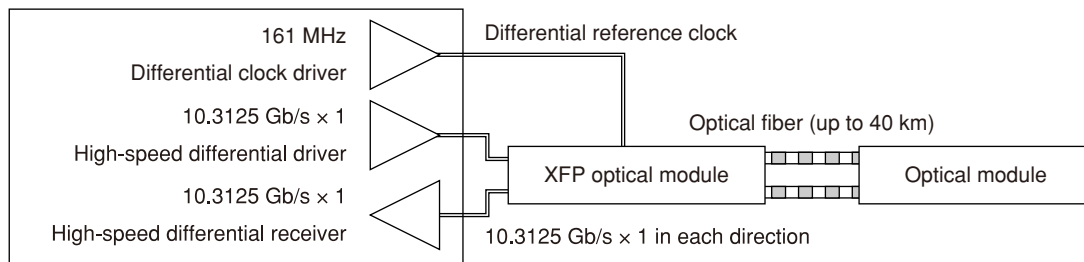 161 MHz
Differential clock driver
Differential reference clock
10.3125 Gb/s × 1
High-speed differential driver
Optical fiber (up to 40 km)
XFP optical module
Optical module
10.3125 Gb/s × 1
High-speed differential receiver
10.3125 Gb/s × 1 in each direction